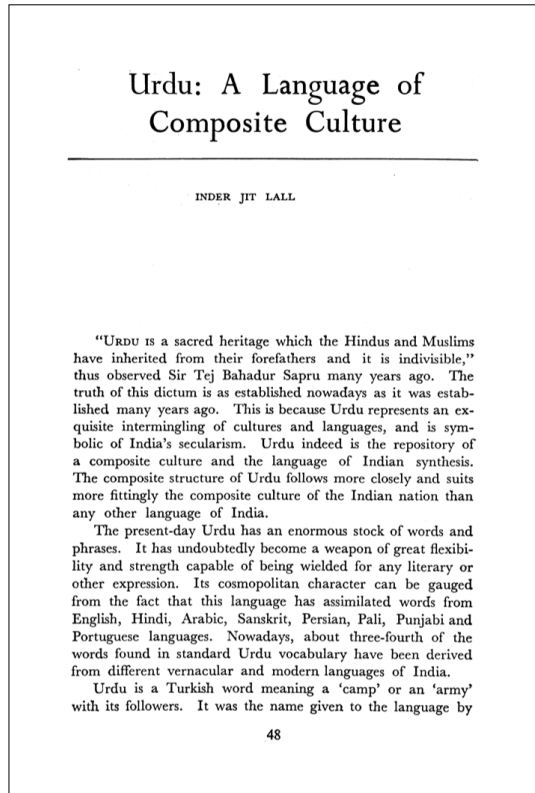 Urdu: A Language of
Composite Culture
INDER JIT LALL
"URDU IS a sacred heritage which the Hindus and Muslims
have inherited from their forefathers and it is indivisible,"
thus observed Sir Tej Bahadur Sapru many years ago. The
truth of this dictum is as established nowadays as it was estab-
lished many years ago. This is because Urdu represents an ex-
quisite intermingling of cultures and languages, and is sym-
bolic of India's secularism. Urdu indeed is the repository of
a composite culture and the language of Indian synthesis.
The composite structure of Urdu follows more closely and suits
more fittingly the composite culture of the Indian nation than
any other language of India.
The present-day Urdu has an enormous stock of words and
phrases. It has undoubtedly become a weapon of great flexibi-
lity and strength capable of being wielded for any literary or
other expression. Its cosmopolitan character can be gauged
from the fact that this language has assimilated words from
English, Hindi, Arabic, Sanskrit, Persian, Pali, Punjabi and
Portuguese languages. Nowadays, about three-fourth of the
words found in standard Urdu vocabulary have been derived
from different vernacular and modern languages of India.
Urdu is a Turkish word meaning a 'camp' or an 'army'
with its followers. It was the name given to the language by
48